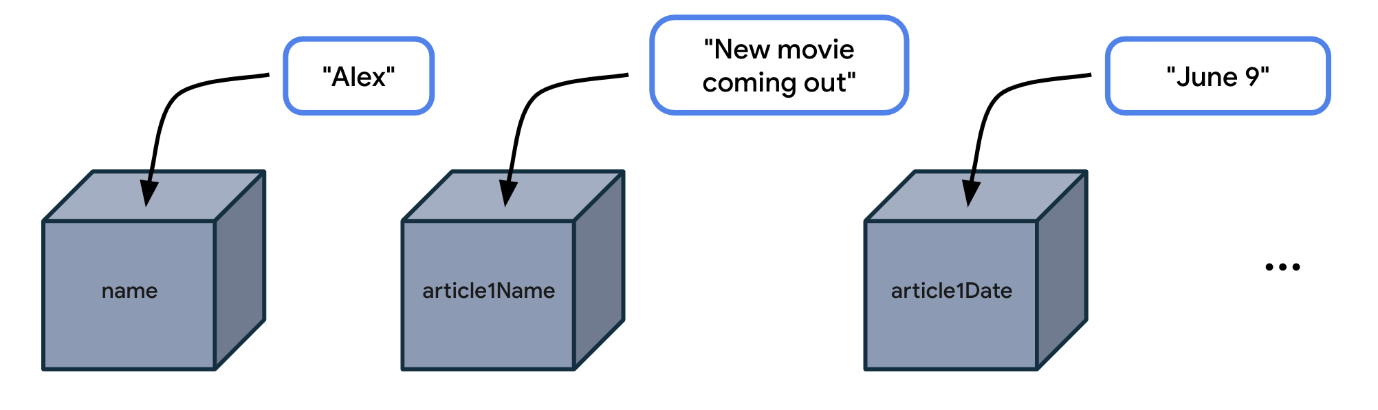 "Alex"
"New movie
coming out"
"June 9"
name
article1Name
article1Date
...